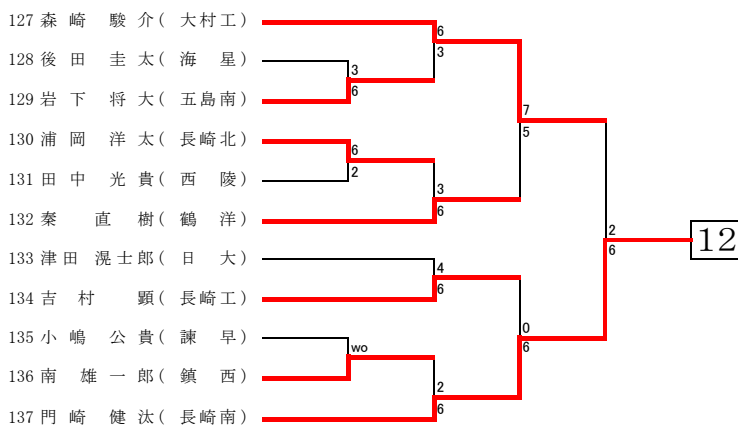 127 森 崎 駿 介 ( 大村工 )
6
3
128 後 田 圭 太 ( 海 星 )
3
6
129 岩 下 将 大 ( 五島南 )
7
5
130 浦 岡 洋 太 ( 長崎北 )
6
2
131 田 中 光 貴 ( 西 陵 )
3
6
132 秦 直 樹 ( 鶴 洋 )
2
6
12
133 津 田 滉 士 郎 ( 日 大 )
4
6
134 吉 村 顕 ( 長崎工 )
0
6
135 小 嶋 公 貴 ( 諫 早 )
wo
136 南 雄 一 郎 ( 鎮 西 )
2
6
137 門 崎 健 汰 ( 長崎南 )